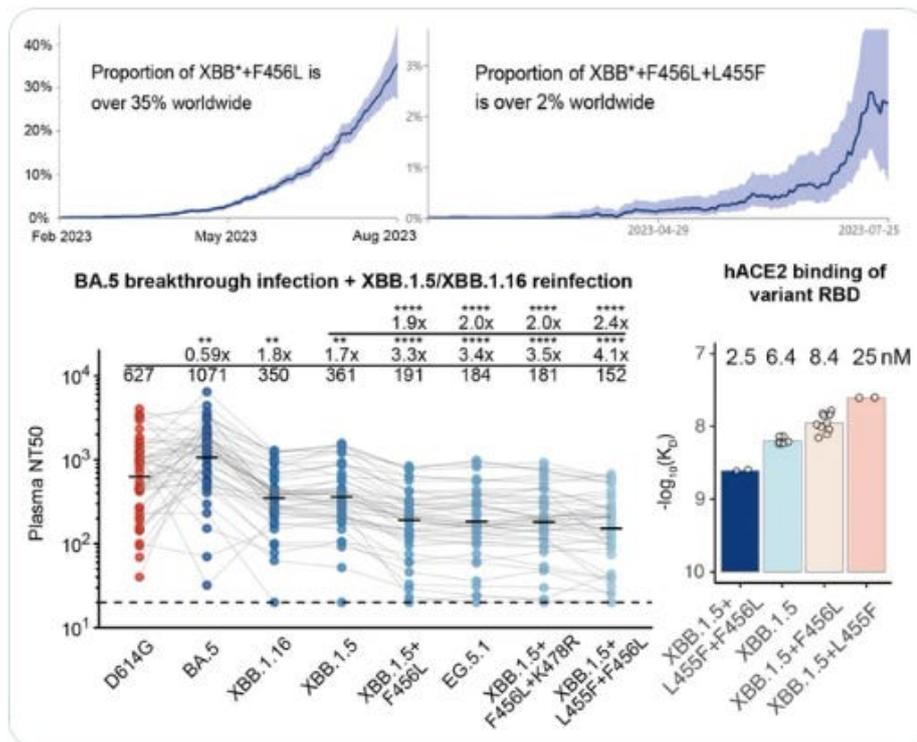 40%
30%
20%
10%
0%
Proportion of XBB*+F456L is
over 35% worldwide
Feb 2023
May 2023
Aug 2023
3%
2%
1%
0%
Proportion of XBB*+F456L+L455F
is over 2% worldwide
2023-04-29
2023-07-25
BA.5 breakthrough infection + XBB.1.5/XBB.1.16 reinfection
**** **** **** ****
1.9x 2.0x 2.0x 2.4x
** ** ** **** **** **** ****
0.59x 1.8x 1.7x 3.3x 3.4x 3.5x 4.1x
627 1071 350 361 191 184 181 152
Plasma NT50
10⁴
10³
10²
10¹
D614G
BA.5
XBB.1.16
XBB.1.5
XBB.1.5+
F456L
EG.5.1
XBB.1.5+
F456L+K478R
XBB.1.5+
L455F+F456L
hACE2 binding of
variant RBD
2.5 6.4 8.4 25 nM
-log₁₀(K_D)
7
8
9
10
XBB.1.5+
L455F+F456L
XBB.1.5
XBB.1.5+F456L
XBB.1.5+L455F